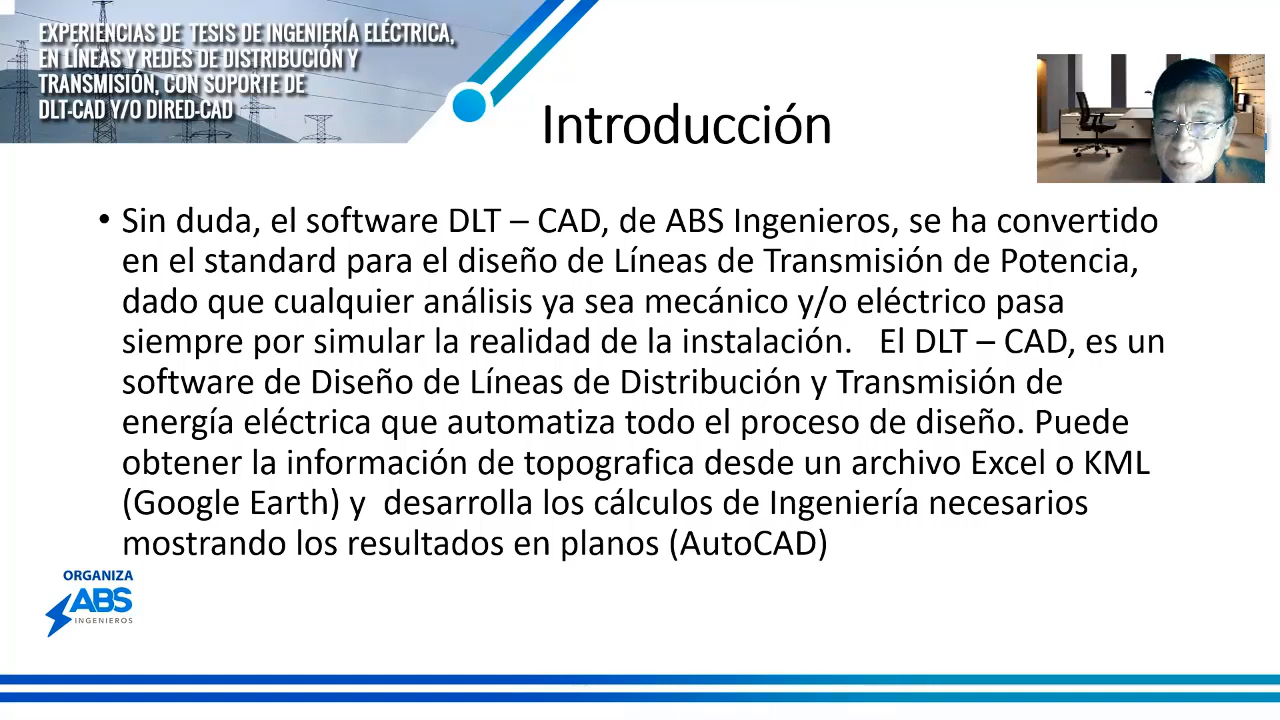 EXPERIENCIAS DE TESIS DE INGENIERÍA ELÉCTRICA,
EN LÍNEAS Y REDES DE DISTRIBUCIÓN Y
TRANSMISIÓN, CON SOPORTE DE
DLT-CAD Y/O DIRED-CAD
Introducción
• Sin duda, el software DLT – CAD, de ABS Ingenieros, se ha convertido
en el standard para el diseño de Líneas de Transmisión de Potencia,
dado que cualquier análisis ya sea mecánico y/o eléctrico pasa
siempre por simular la realidad de la instalación. El DLT – CAD, es un
software de Diseño de Líneas de Distribución y Transmisión de
energía eléctrica que automatiza todo el proceso de diseño. Puede
obtener la información de topografica desde un archivo Excel o KML
(Google Earth) y desarrolla los cálculos de Ingeniería necesarios
mostrando los resultados en planos (AutoCAD)
ORGANIZA
ABS
INGENIEROS